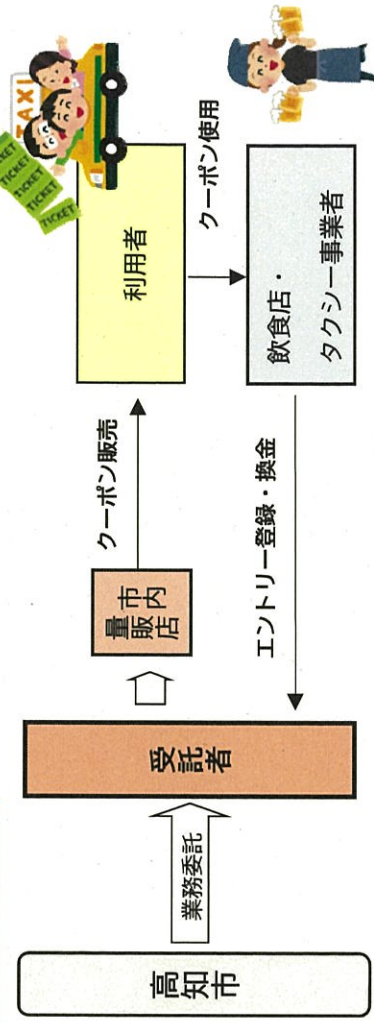 高知市
業務委託
受託者
市内
量販店
クーポン販売
利用者
クーポン使用
飲食店・
タクシー事業者
エントリー登録・換金
TAXI
TICKET
TICKET
TICKET
TICKET